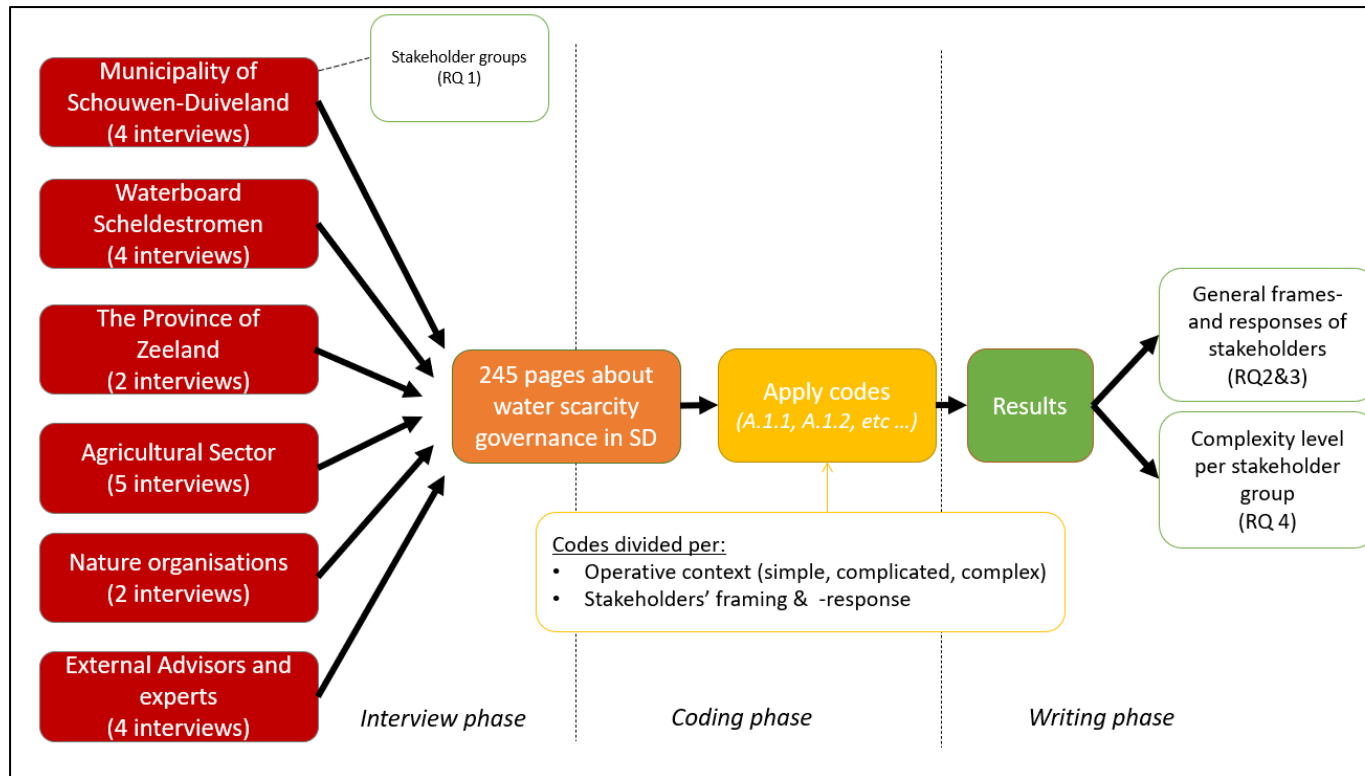 Municipality of
Schouwen-Duiveland
(4 interviews)
Stakeholder groups
(RQ 1)
Waterboard
Scheldestromen
(4 interviews)
The Province of
Zeeland
(2 interviews)
Agricultural Sector
(5 interviews)
Nature organisations
(2 interviews)
External Advisors and
experts
(4 interviews)
245 pages about
water scarcity
governance in SD
Apply codes
(A.1.1, A.1.2, etc ...)
Codes divided per:
• Operative context (simple, complicated, complex)
• Stakeholders’ framing & -response
Results
General frames-
and responses of
stakeholders
(RQ2&3)
Complexity level
per stakeholder
group
(RQ 4)
Interview phase
Coding phase
Writing phase